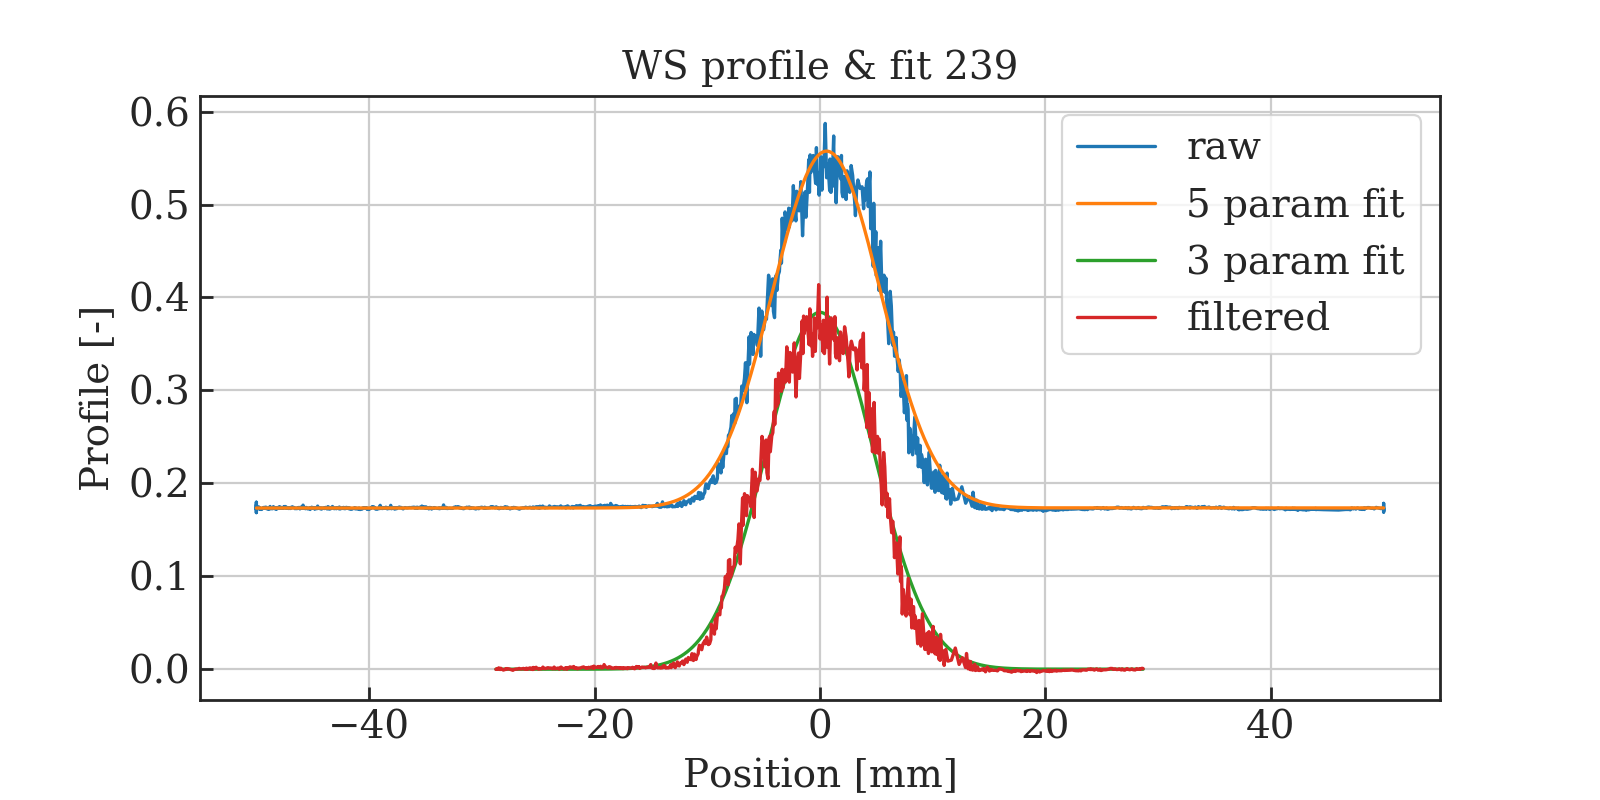 WS profile & fit 239
0.6
0.5
0.4
0.3
0.2
0.1
0.0
Profile [-]
raw
5 param fit
3 param fit
filtered
−40
−20
0
20
40
Position [mm]